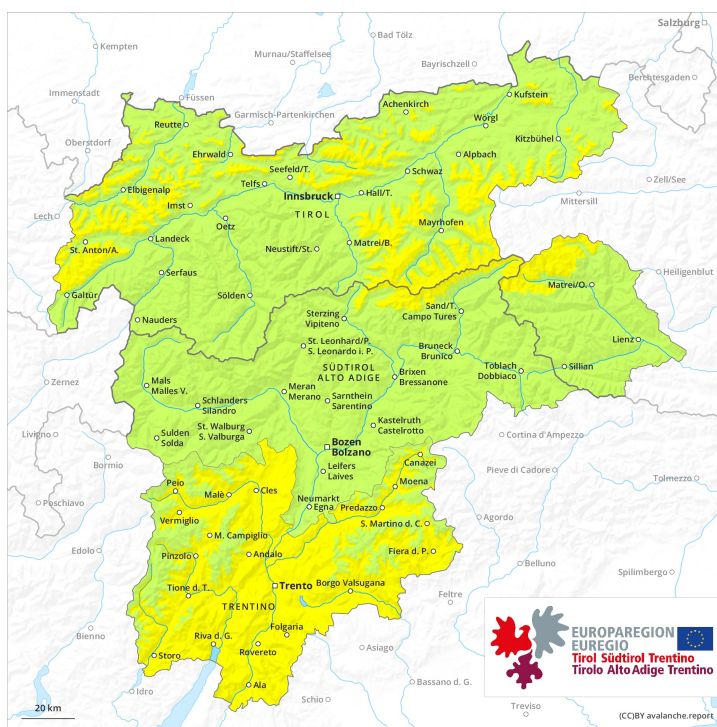 Salzburg
Bad Tölz
Kempten
Murnau/Staffelsee
Bayrischzell
Berchtesgaden
Immenstadt
Füssen
Achenkirch
Kufstein
Reutte
Garmisch-Partenkirchen
Wörgl
Oberstdorf
Ehrwald
Kitzbühel
Alpbach
Seefeld/T.
Schwaz
Telfs
Zell/See
Elbigenalp
Innsbruck
Hall/T.
Mittersill
Imst
TIROL
Lech
Oetz
Mayrhofen
Landeck
Neustift/St.
Matrei/B.
St. Anton/A.
Serfaus
Heiligenblut
Matrei/O.
Galtür
Sölden
Sand/T.
Campo Tures
Nauders
Sterzing
Vipiteno
Lienz
St. Leonhard/P.
S. Leonardo i. P.
Bruneck
Brunico
SÜDTIROL
ALTO ADIGE
Toblach
Dobbiaco
Sillian
Brixen
Bressanone
Zernez
Mals
Malles V.
Meran
Merano
Sarnthein
Sarentino
Schlanders
Silandro
Kastelruth
Castelrotto
St. Walburg
S. Valburga
Livigno
Sulden
Solda
Bozen
Bolzano
Cortina d'Ampezzo
Canazei
Bormio
Leifers
Laives
Pieve di Cadore
Moena
Tolmezzo
Peio
Malè
Cles
Neumarkt
Egna
Predazzo
Poschiavo
Vermiglio
Agordo
S. Martino d. C.
M. Campiglio
Edolo
Pinzolo
Andalo
Fiera d. P.
Belluno
Spilimbergo
Tione d. T.
Trento
Borgo Valsugana
Feltre
TRENTINO
Folgaria
Bienno
Riva d. G.
Rovereto
Asiago
Storo
Idro
Ala
Schio
Bassano d. G.
Treviso
20 km
EUROPAREGION
EUREGIO
Tirol Südtirol Trentino
Tirolo Alto Adige Trentino
(CC)BY avalanche.report